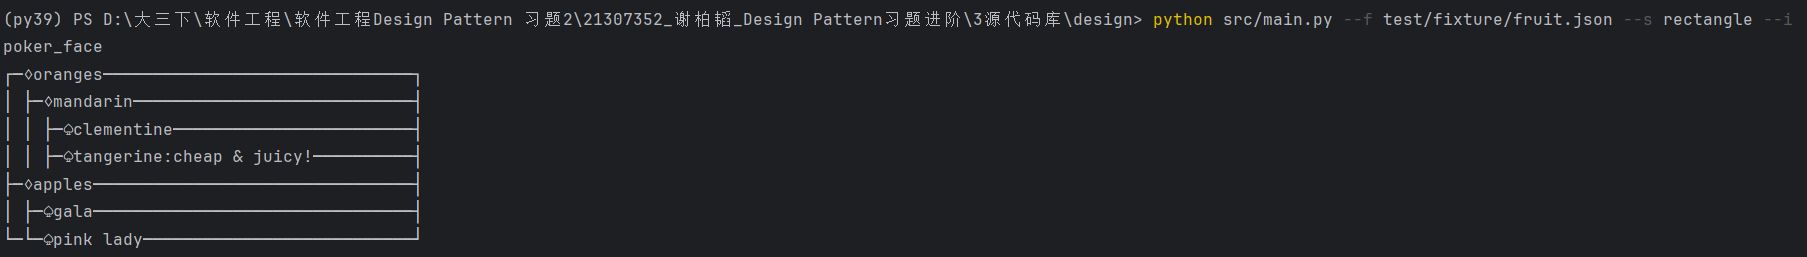 (py39) PS D:\大三下\软件工程\软件工程Design Pattern 习题2\21307352_谢柏韬_Design Pattern习题进阶\3源代码库\design> python src/main.py --f test/fixture/fruit.json --s rectangle --i
poker_face
┌─♢oranges───────────────────────────────┐
│ ├─♢mandarin────────────────────────────┤
│ │ ├─♤clementine────────────────────────┤
│ │ ├─♤tangerine:cheap & juicy!──────────┤
├─♢apples────────────────────────────────┤
│ ├─♤gala────────────────────────────────┤
└─└─♤pink lady───────────────────────────┘